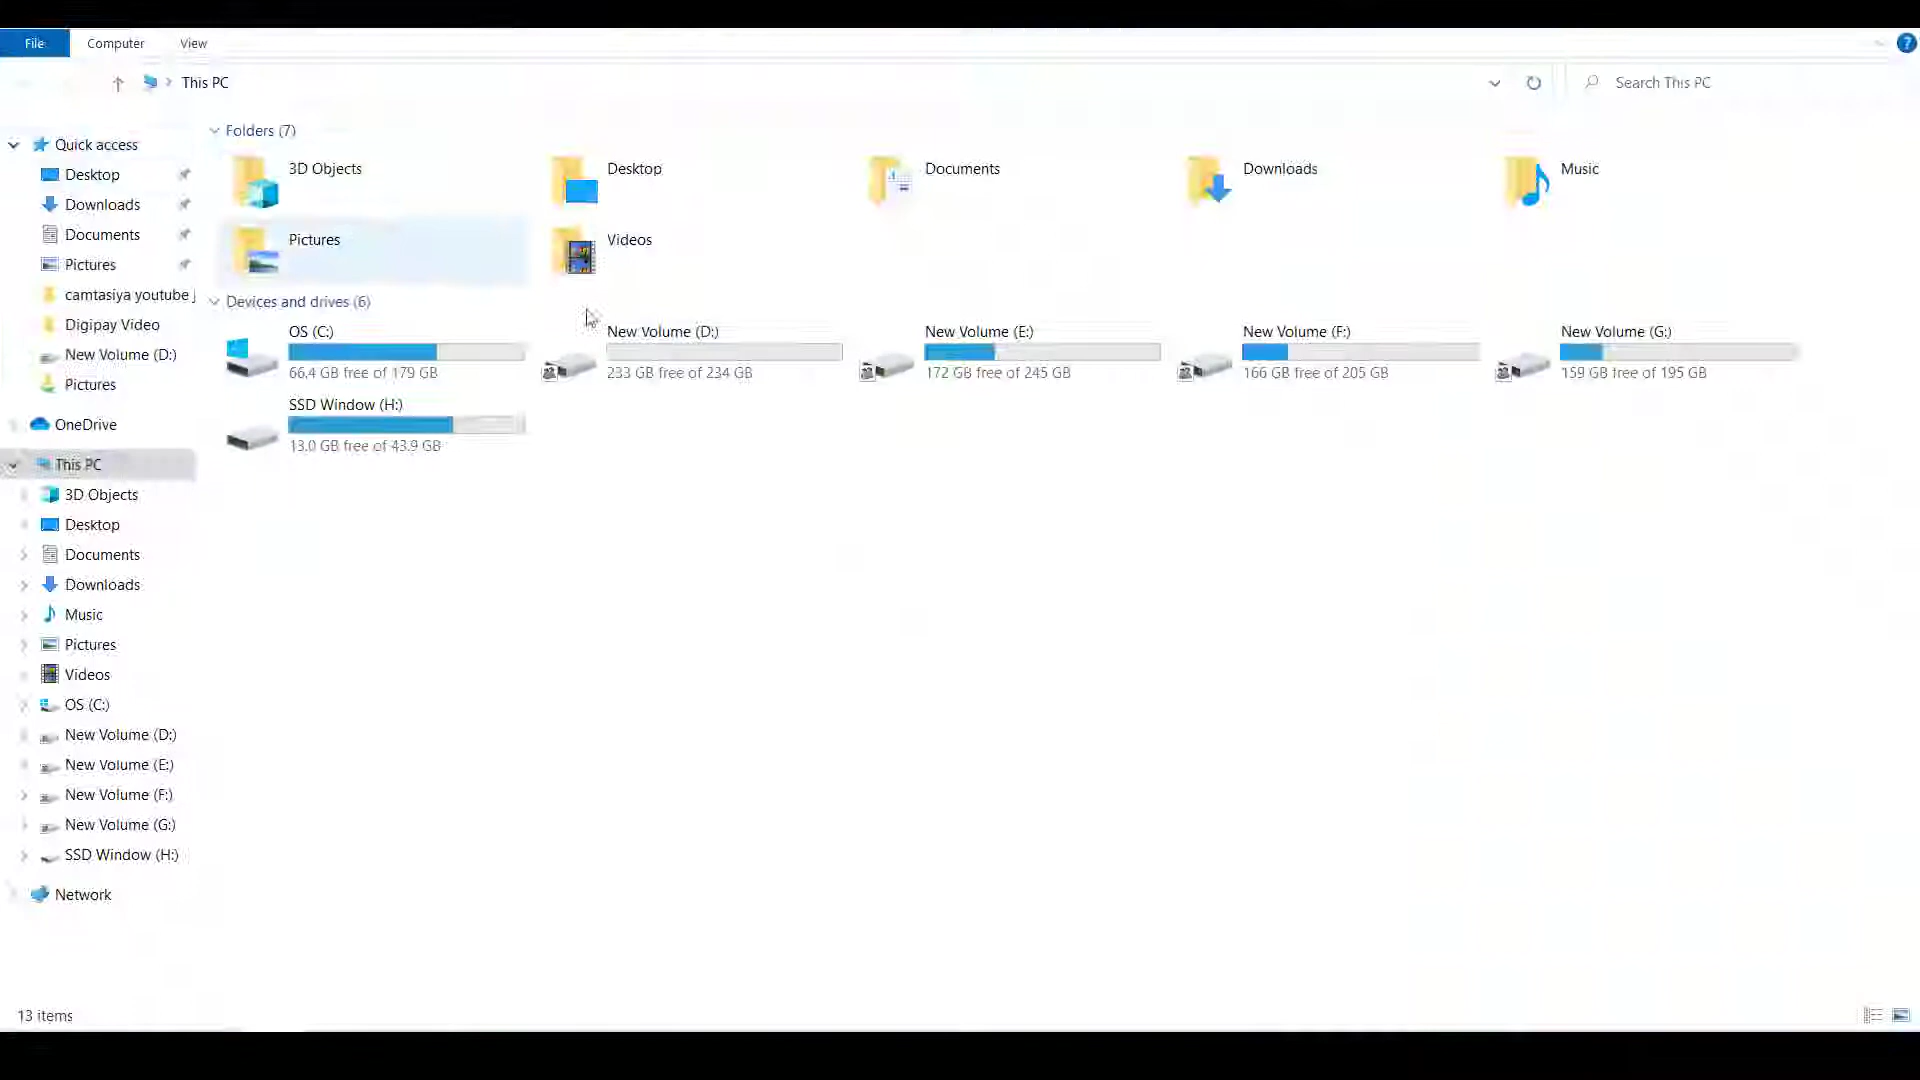 File Computer View
This PC
Search This PC
Quick access
Desktop
Downloads
Documents
Pictures
camtasiya youtube
Digipay Video
New Volume (D:)
Pictures
OneDrive
This PC
3D Objects
Desktop
Documents
Downloads
Music
Pictures
Videos
OS (C:)
New Volume (D:)
New Volume (E:)
New Volume (F:)
New Volume (G:)
SSD Window (H:)
Network
Folders (7)
3D Objects
Desktop
Documents
Downloads
Music
Pictures
Videos
Devices and drives (6)
OS (C:)
66.4 GB free of 179 GB
New Volume (D:)
233 GB free of 234 GB
New Volume (E:)
172 GB free of 245 GB
New Volume (F:)
166 GB free of 205 GB
New Volume (G:)
159 GB free of 195 GB
SSD Window (H:)
13.0 GB free of 43.9 GB
13 items